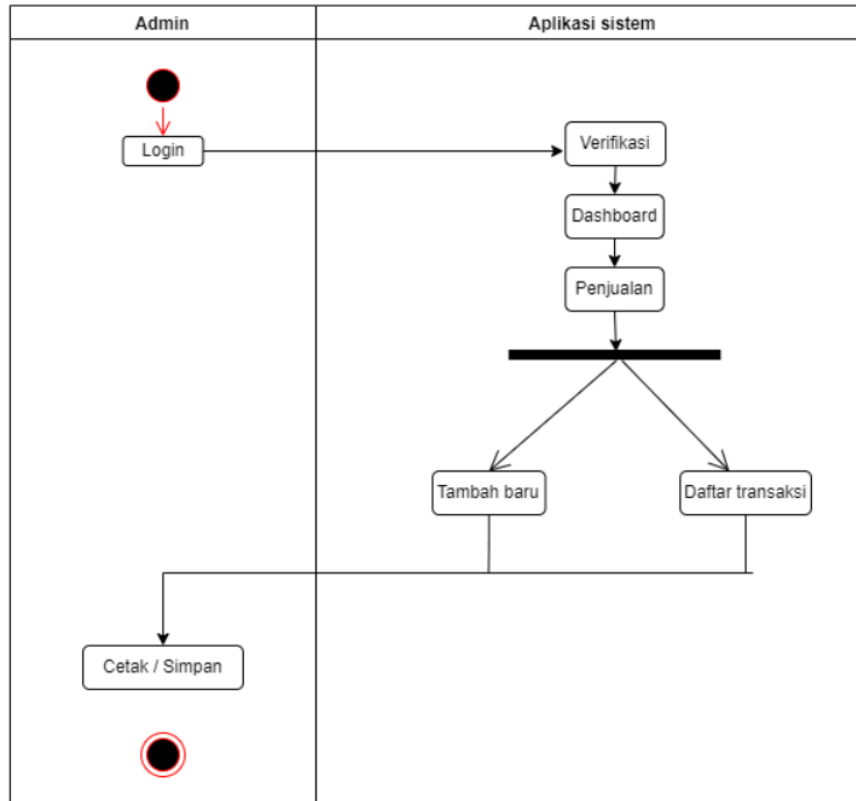 Admin
Aplikasi sistem
Login
Verifikasi
Dashboard
Penjualan
Tambah baru
Daftar transaksi
Cetak / Simpan